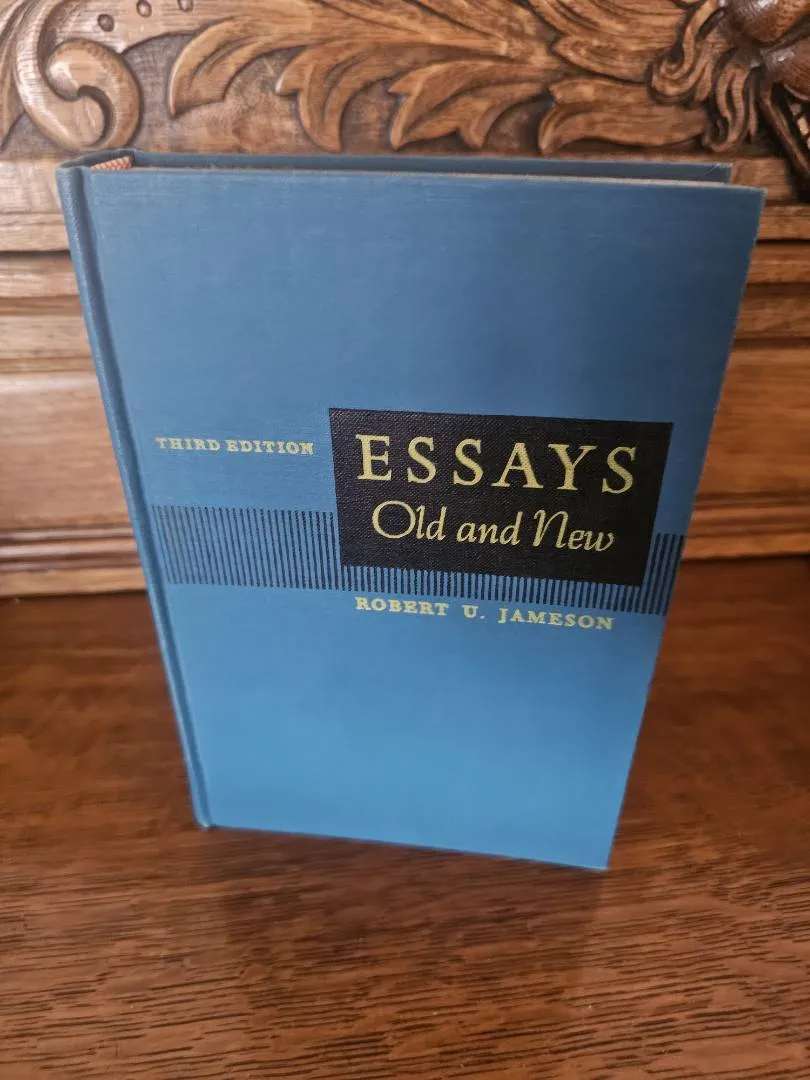 THIRD EDITION
ESSAYS
Old and New
ROBERT U. JAMESON